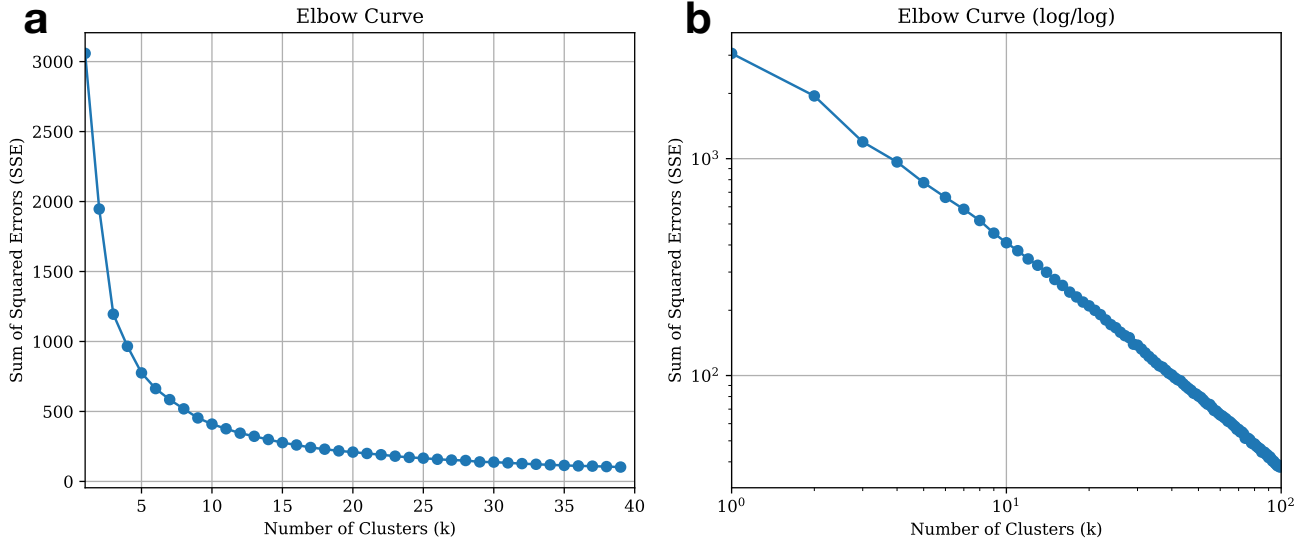 a
Elbow Curve
Sum of Squared Errors (SSE)
3000
2500
2000
1500
1000
500
0
5 10 15 20 25 30 35 40
Number of Clusters (k)
b
Elbow Curve (log/log)
Sum of Squared Errors (SSE)
10³
10²
10⁰ 10¹ 10²
Number of Clusters (k)